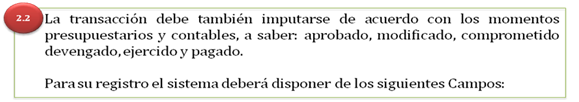 2.2
La transacción debe también imputarse de acuerdo con los momentos
presupuestarios y contables, a saber: aprobado, modificado, comprometido
devengado, ejercido y pagado.
Para su registro el sistema deberá disponer de los siguientes Campos: